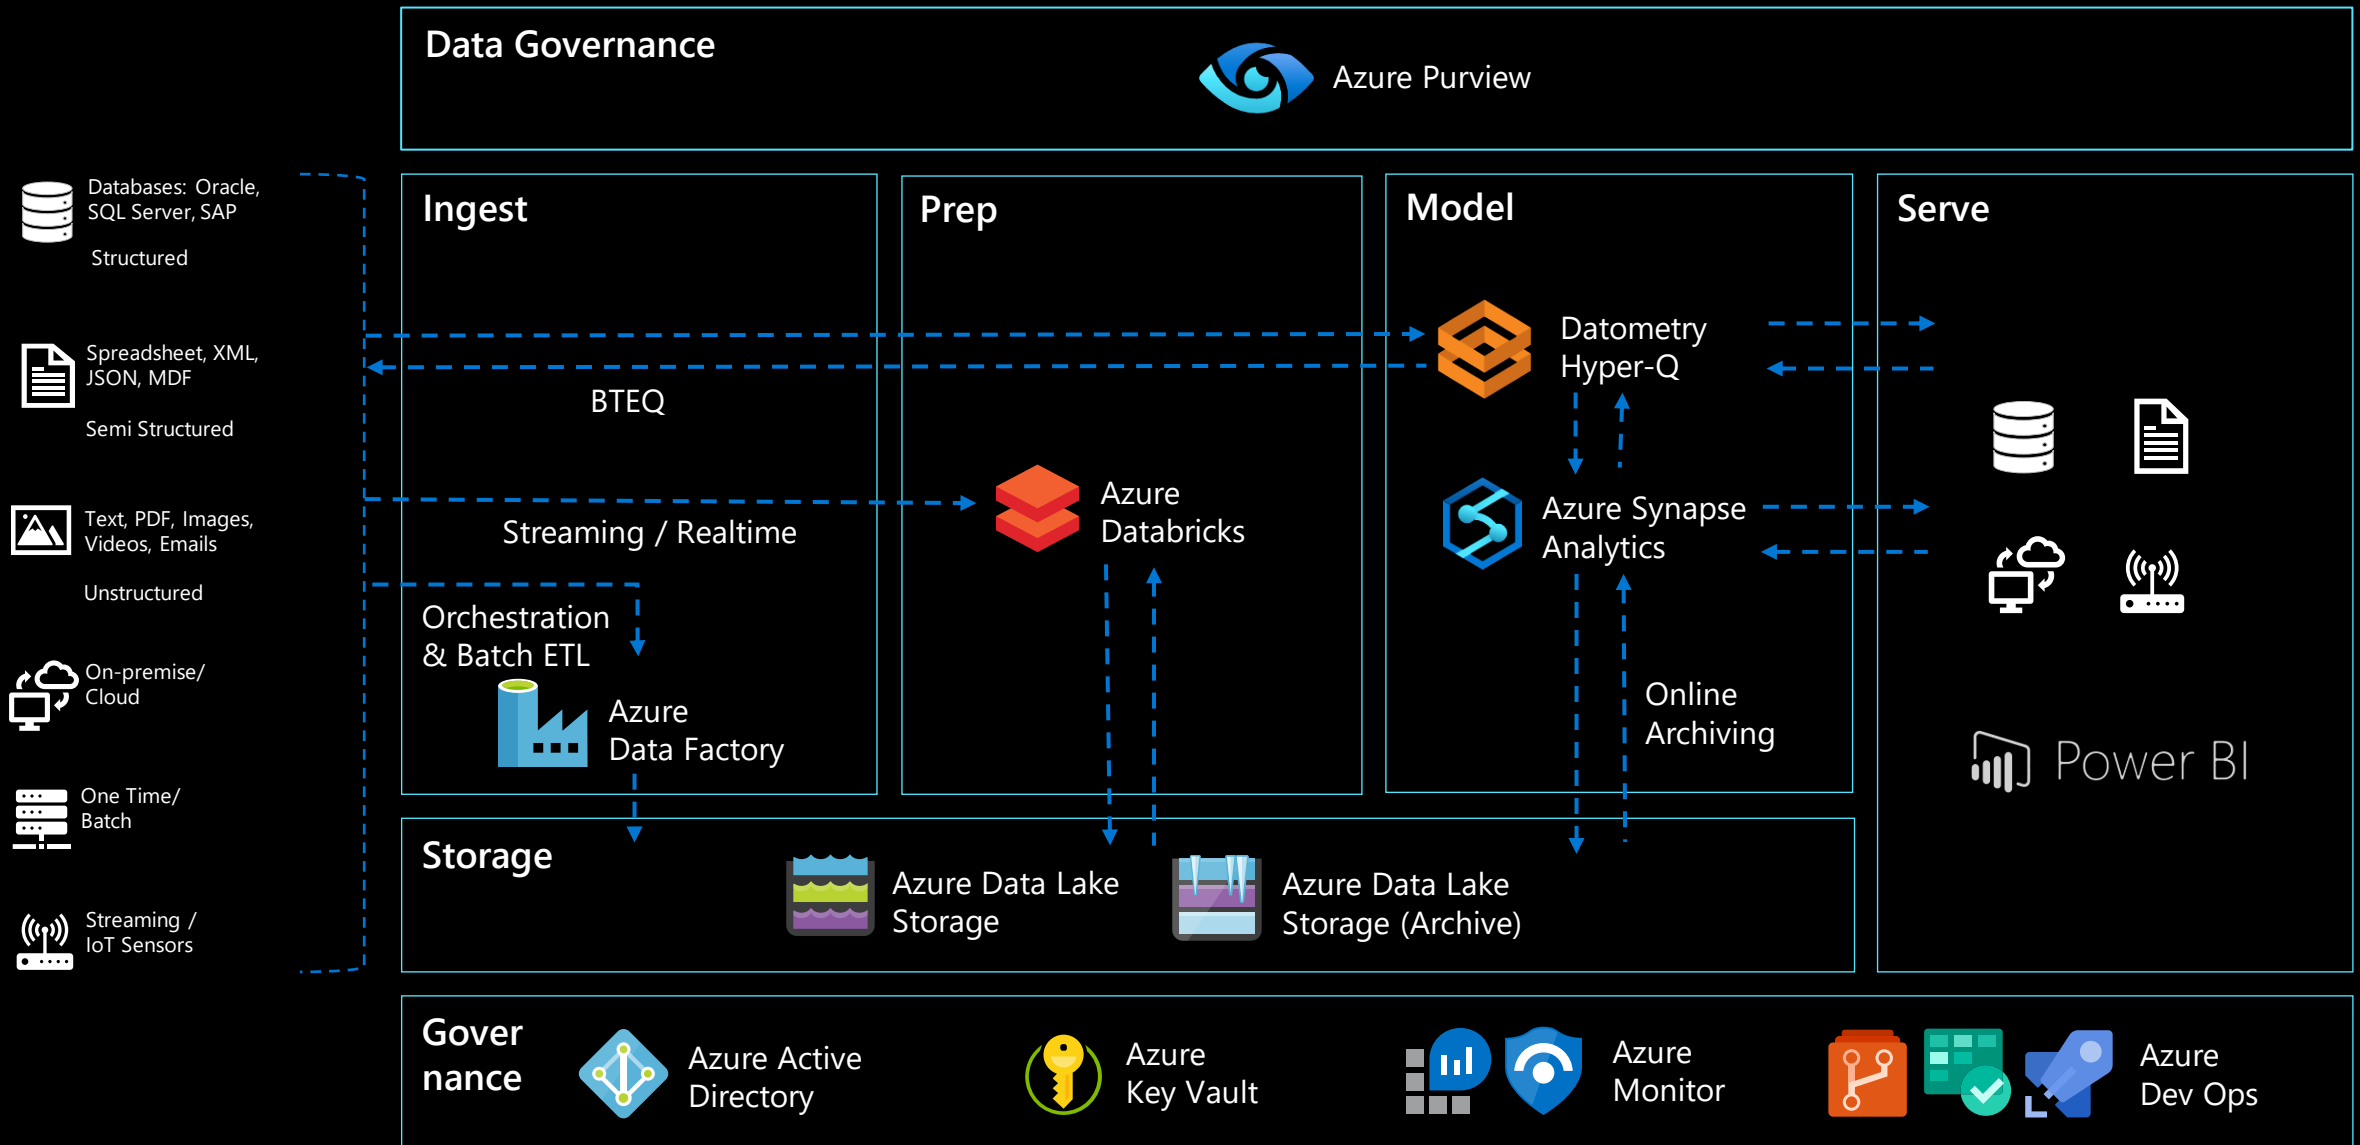 Data Governance
Azure Purview
Databases: Oracle,
SQL Server, SAP
Structured
Spreadsheet, XML,
JSON, MDF
Semi Structured
Text, PDF, Images,
Videos, Emails
Unstructured
On-premise/
Cloud
One Time/
Batch
Streaming /
IoT Sensors
Ingest
BTEQ
Streaming / Realtime
Orchestration
& Batch ETL
Azure
Data Factory
Prep
Azure
Databricks
Model
Datometry
Hyper-Q
Azure Synapse
Analytics
Online
Archiving
Serve
Power BI
Storage
Azure Data Lake
Storage
Azure Data Lake
Storage (Archive)
Gover
nance
Azure Active
Directory
Azure
Key Vault
Azure
Monitor
Azure
Dev Ops